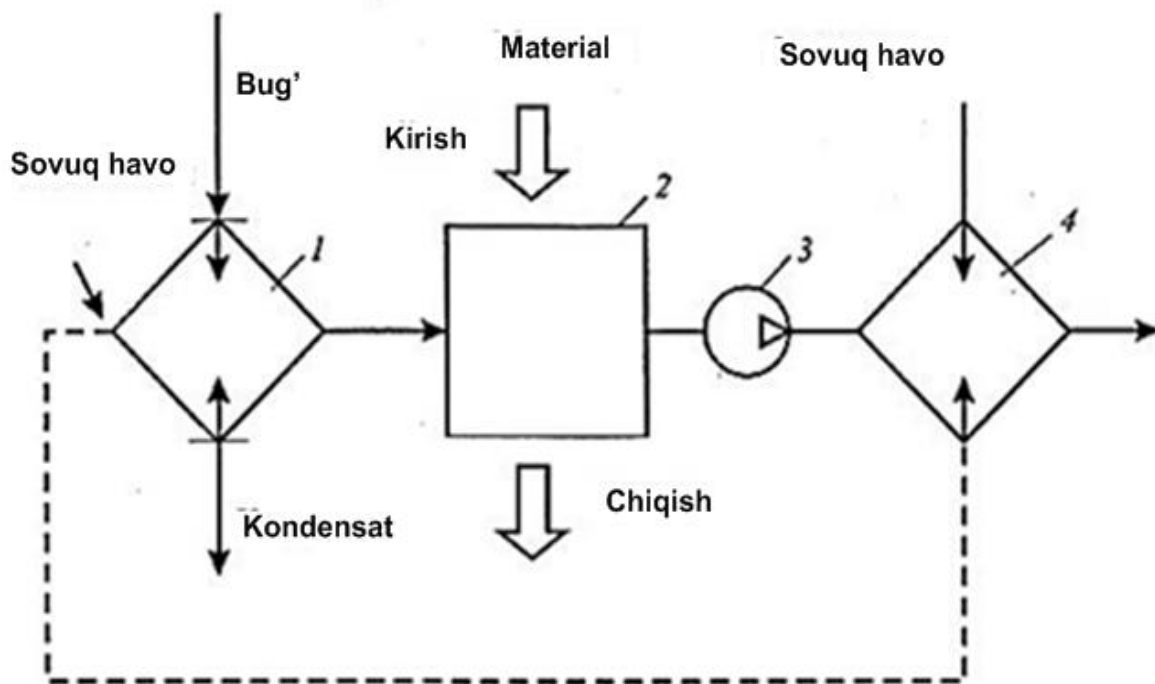 Material
Sovuq havo
Bug’
Kirish
Sovuq havo
2
1
3
4
Chiqish
Kondensat